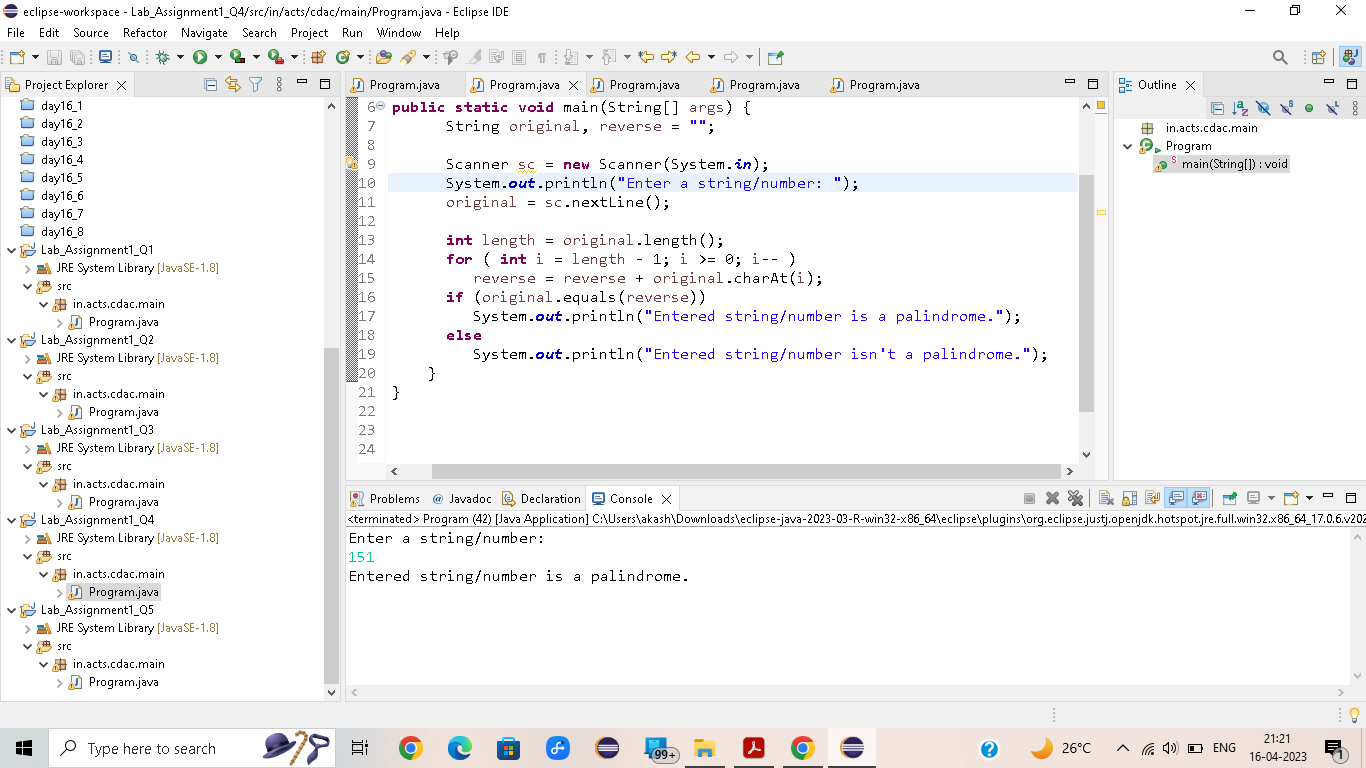 eclipse-workspace - Lab_Assignment1_Q4/src/in/acts/cdac/main/Program.java - Eclipse IDE
File Edit Source Refactor Navigate Search Project Run Window Help
Project Explorer
day16_1
day16_2
day16_3
day16_4
day16_5
day16_6
day16_7
day16_8
Lab_Assignment1_Q1
JRE System Library [JavaSE-1.8]
src
in.acts.cdac.main
Program.java
Lab_Assignment1_Q2
JRE System Library [JavaSE-1.8]
src
in.acts.cdac.main
Program.java
Lab_Assignment1_Q3
JRE System Library [JavaSE-1.8]
src
in.acts.cdac.main
Program.java
Lab_Assignment1_Q4
JRE System Library [JavaSE-1.8]
src
in.acts.cdac.main
Program.java
Lab_Assignment1_Q5
JRE System Library [JavaSE-1.8]
src
in.acts.cdac.main
Program.java
Program.java Program.java Program.java Program.java Program.java
6 public static void main(String[] args) {
7 String original, reverse = "";
8
9 Scanner sc = new Scanner(System.in);
10 System.out.println("Enter a string/number: ");
11 original = sc.nextLine();
12
13 int length = original.length();
14 for ( int i = length - 1; i >= 0; i-- )
15 reverse = reverse + original.charAt(i);
16 if (original.equals(reverse))
17 System.out.println("Entered string/number is a palindrome.");
18 else
19 System.out.println("Entered string/number isn't a palindrome.");
20 }
21 }
22
23
24
Outline
in.acts.cdac.main
Program
main(String[]) : void
Problems Javadoc Declaration Console
<terminated> Program (42) [Java Application] C:\Users\akash\Downloads\eclipse-java-2023-03-R-win32-x86_64\eclipse\plugins\org.eclipse.justj.openjdk.hotspot.jre.full.win32.x86_64_17.0.6.v202
Enter a string/number:
151
Entered string/number is a palindrome.
Type here to search
99+
26°C
ENG
21:21
16-04-2023
1